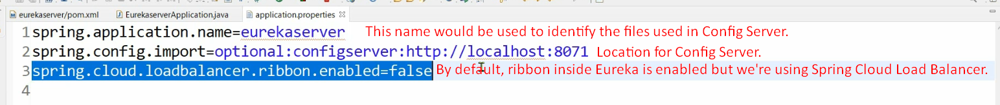 eurekaserver/pom.xml EurekaserverApplication.java application.properties
1 spring.application.name=eurekaserver This name would be used to identify the files used in Config Server.
2 spring.config.import=optional:configserver:http://localhost:8071 Location for Config Server.
3 spring.cloud.loadbalancer.ribbon.enabled=false By default, ribbon inside Eureka is enabled but we're using Spring Cloud Load Balancer.
4